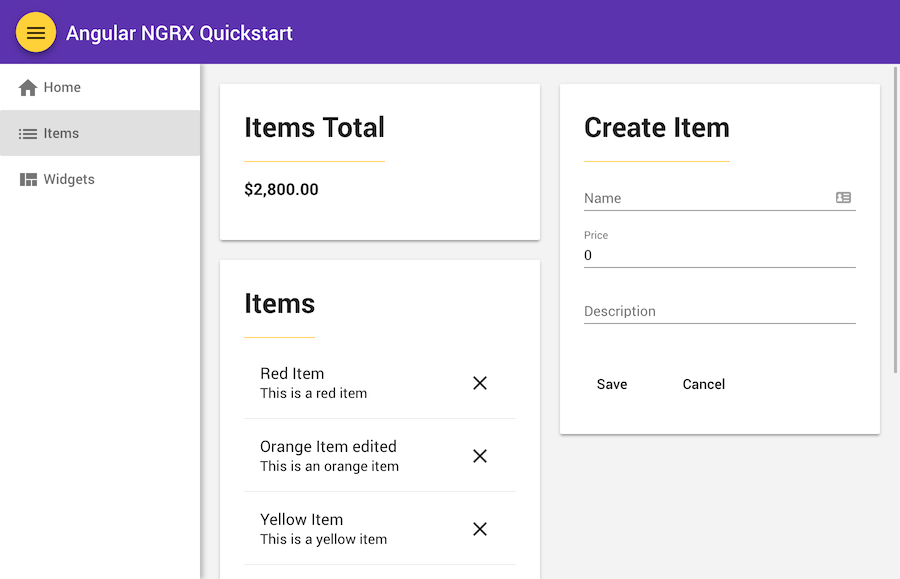 Angular NGRX Quickstart
Home
Items
Widgets
Items Total
$2,800.00
Items
Red Item
This is a red item
Orange Item edited
This is an orange item
Yellow Item
This is a yellow item
Create Item
Name
Price
0
Description
Save
Cancel